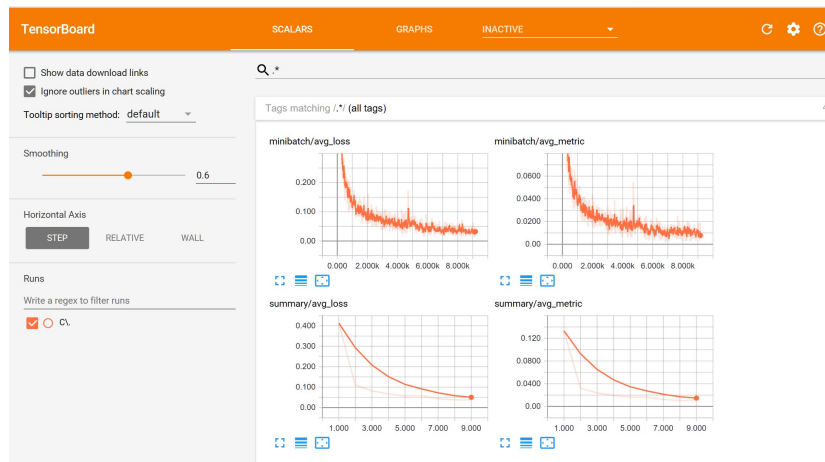 TensorBoard SCALARS GRAPHS INACTIVE
Show data download links
Ignore outliers in chart scaling
Tooltip sorting method: default
Smoothing
0.6
Horizontal Axis
STEP RELATIVE WALL
Runs
Write a regex to filter runs
C\.
.*
Tags matching /.*/ (all tags)
minibatch/avg_loss
0.200
0.100
0.00
0.000 2.000k 4.000k 6.000k 8.000k
minibatch/avg_metric
0.0600
0.0400
0.0200
0.00
0.000 2.000k 4.000k 6.000k 8.000k
summary/avg_loss
0.400
0.300
0.200
0.100
0.00
1.000 3.000 5.000 7.000 9.000
summary/avg_metric
0.120
0.0800
0.0400
0.00
1.000 3.000 5.000 7.000 9.000